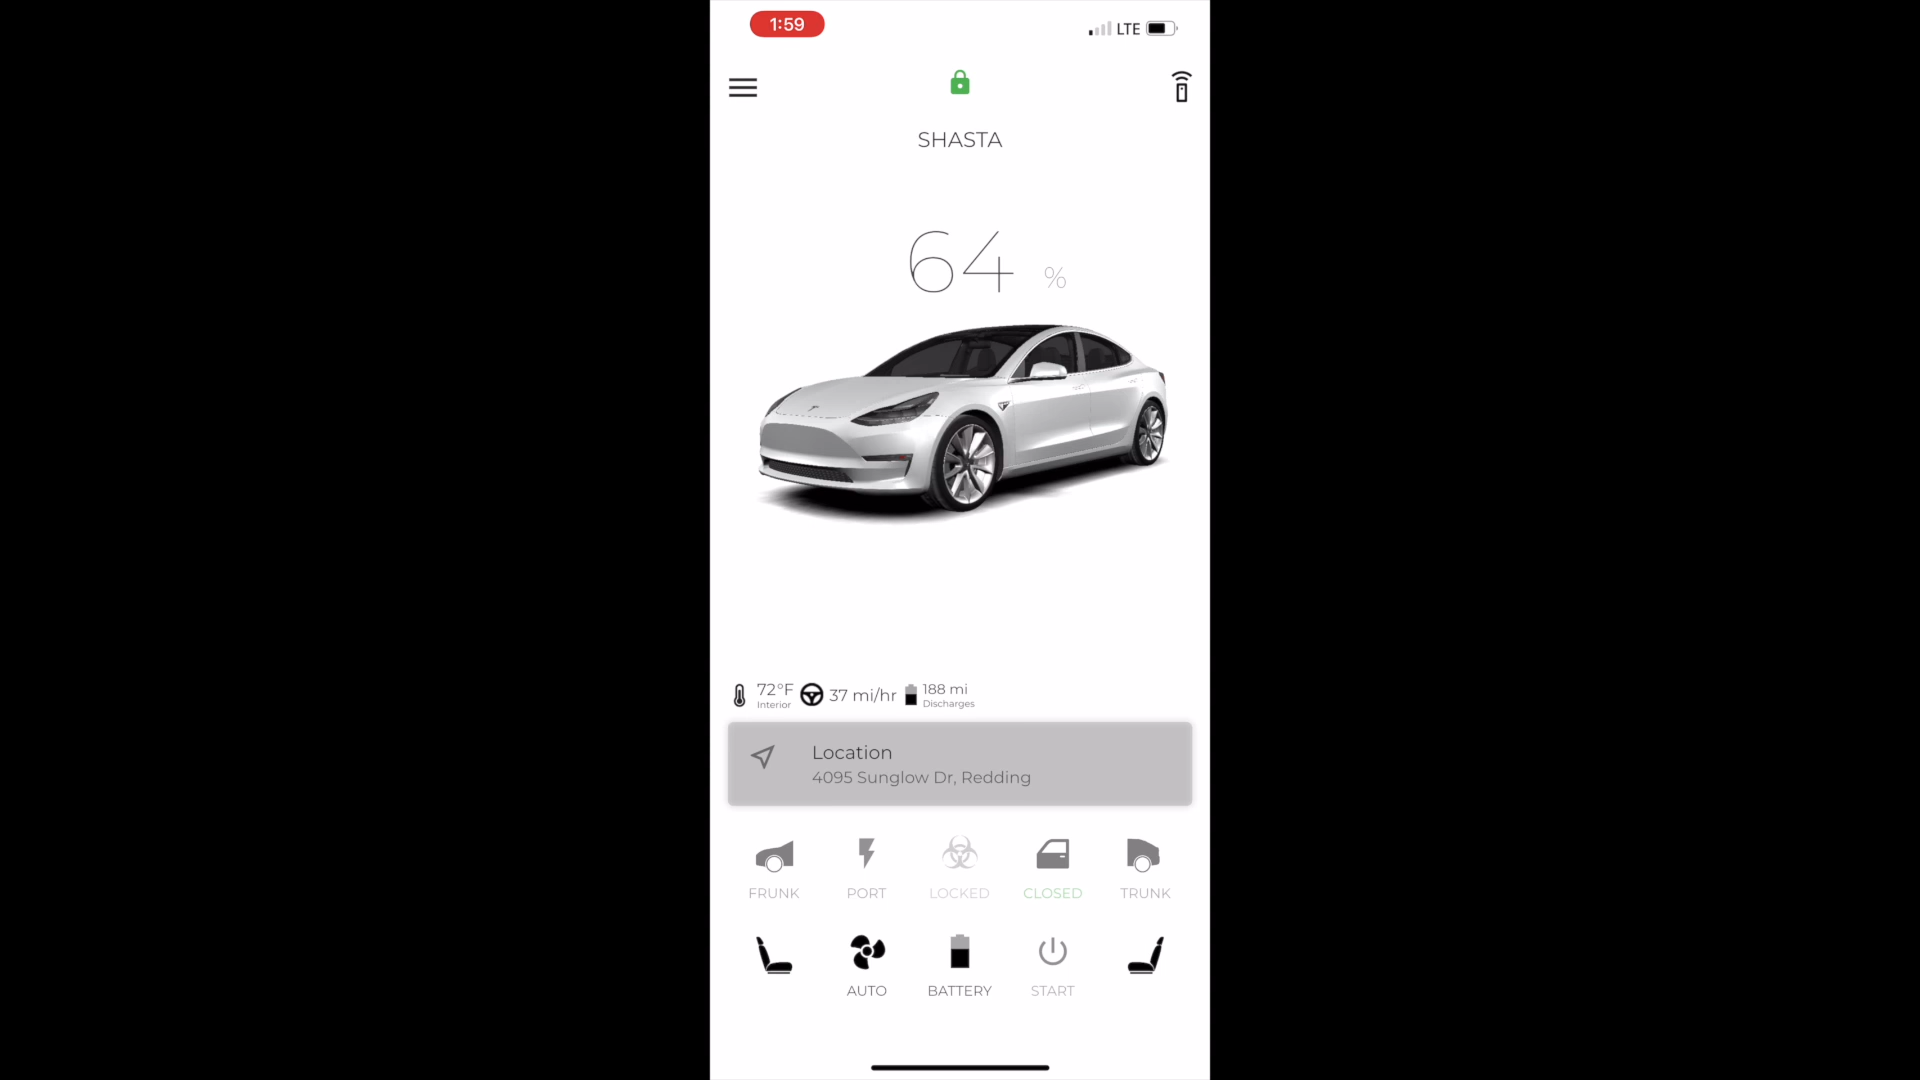 1:59
LTE
SHASTA
64 %
72°F
Interior
37 mi/hr
188 mi
Discharges
Location
4095 Sunglow Dr, Redding
FRUNK PORT LOCKED CLOSED TRUNK
AUTO BATTERY START